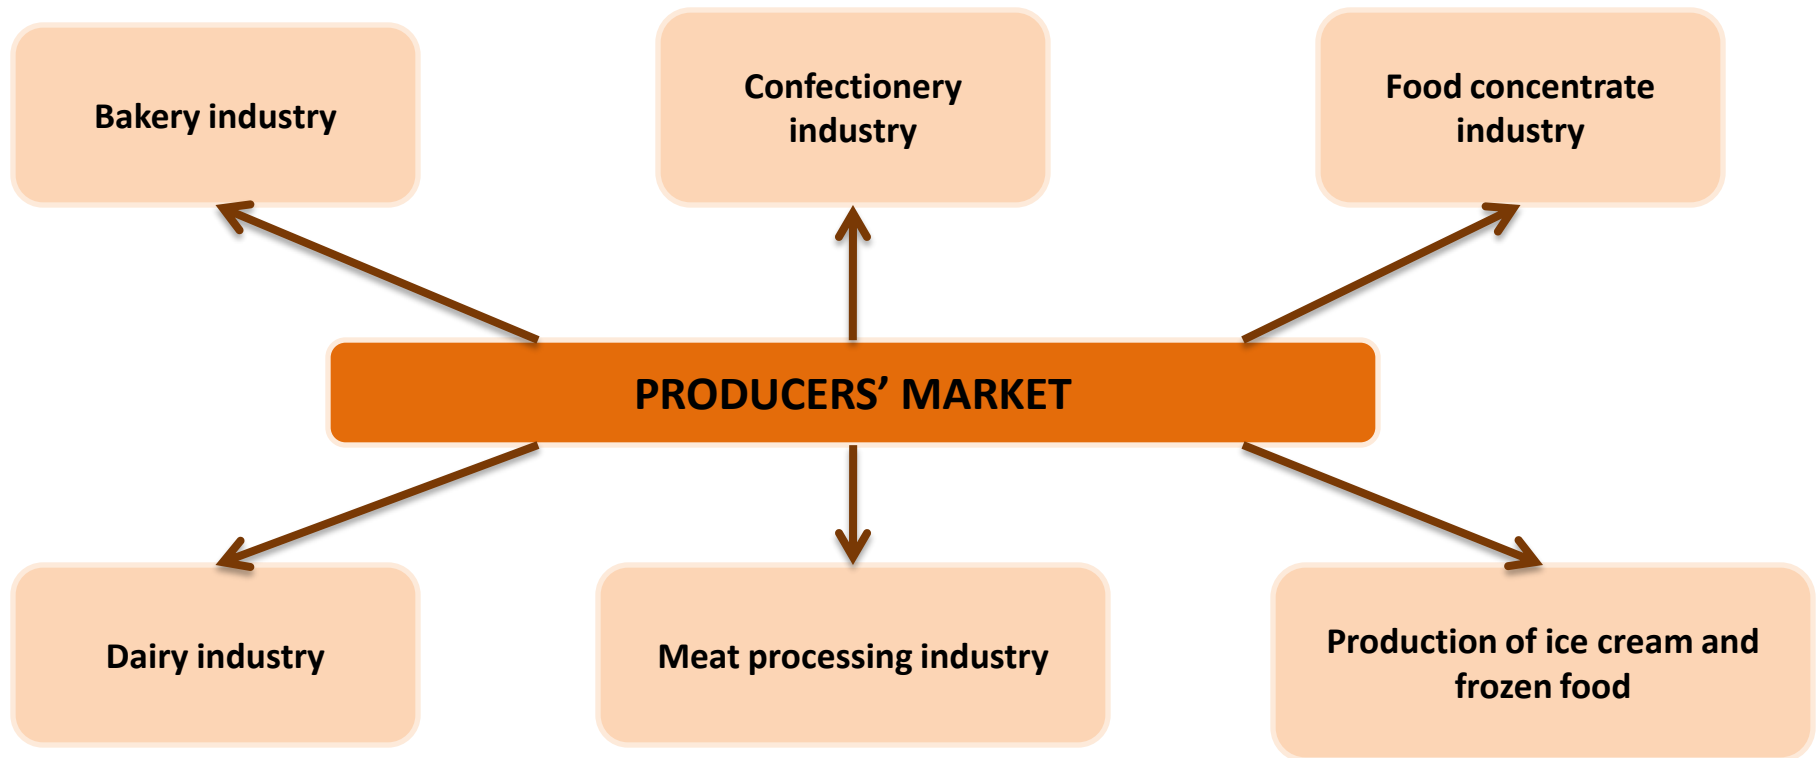 Bakery industry
Confectionery
industry
Food concentrate
industry
PRODUCERS’ MARKET
Dairy industry
Meat processing industry
Production of ice cream and
frozen food